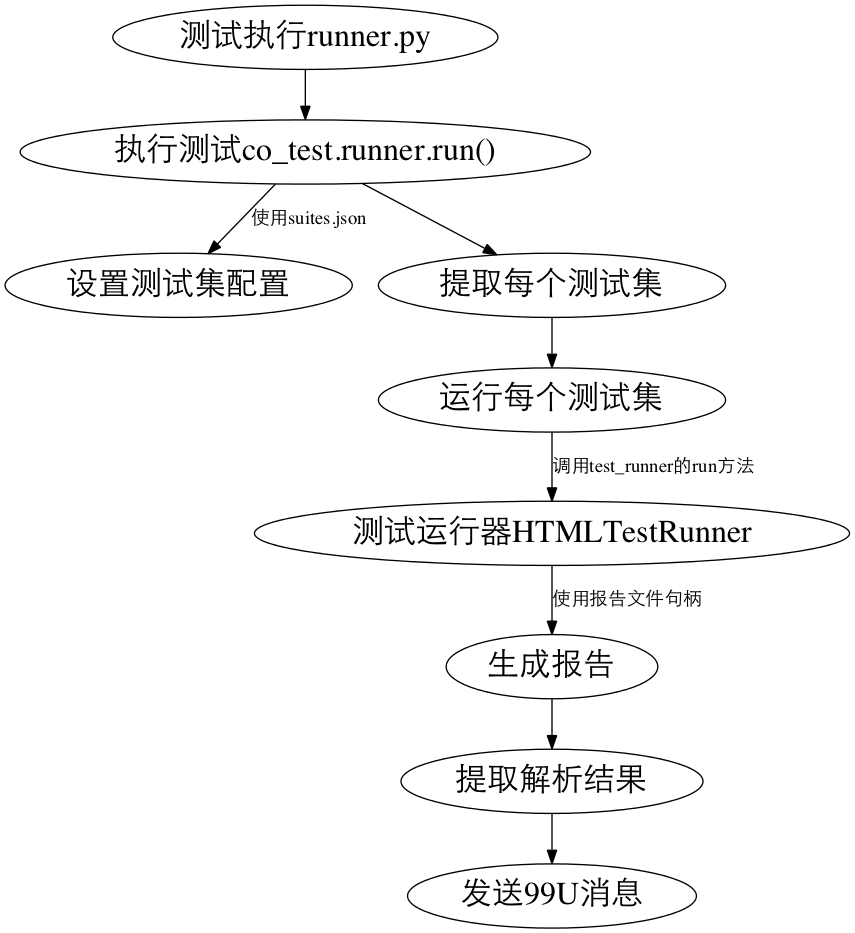 测试执行runner.py
执行测试co_test.runner.run()
使用suites.json
设置测试集配置
提取每个测试集
运行每个测试集
调用test_runner的run方法
测试运行器HTMLTestRunner
使用报告文件句柄
生成报告
提取解析结果
发送99U消息